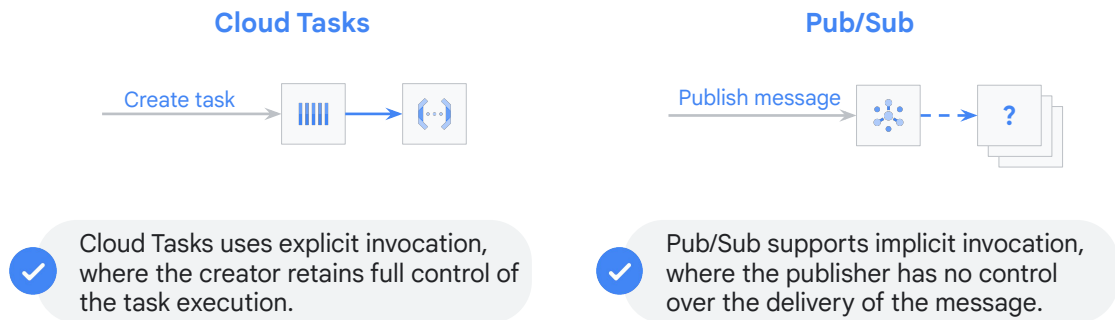 Cloud Tasks
Create task
Cloud Tasks uses explicit invocation,
where the creator retains full control of
the task execution.
Pub/Sub
Publish message
?
Pub/Sub supports implicit invocation,
where the publisher has no control
over the delivery of the message.